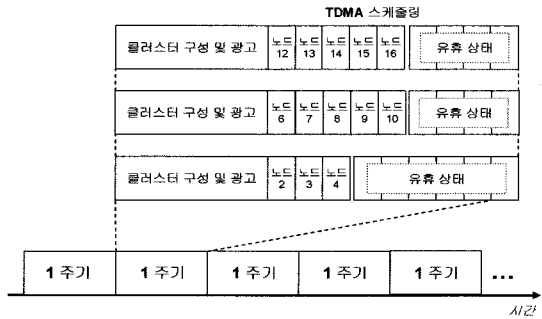 TDMA 스케줄링
클러스터 구성 및 광고 노드 12 노드 13 노드 14 노드 15 노드 16 유휴 상태
클러스터 구성 및 광고 노드 6 노드 7 노드 8 노드 9 노드 10 유휴 상태
클러스터 구성 및 광고 노드 2 노드 3 노드 4 유휴 상태
1 주기 1 주기 1 주기 1 주기 1 주기 ...
시간